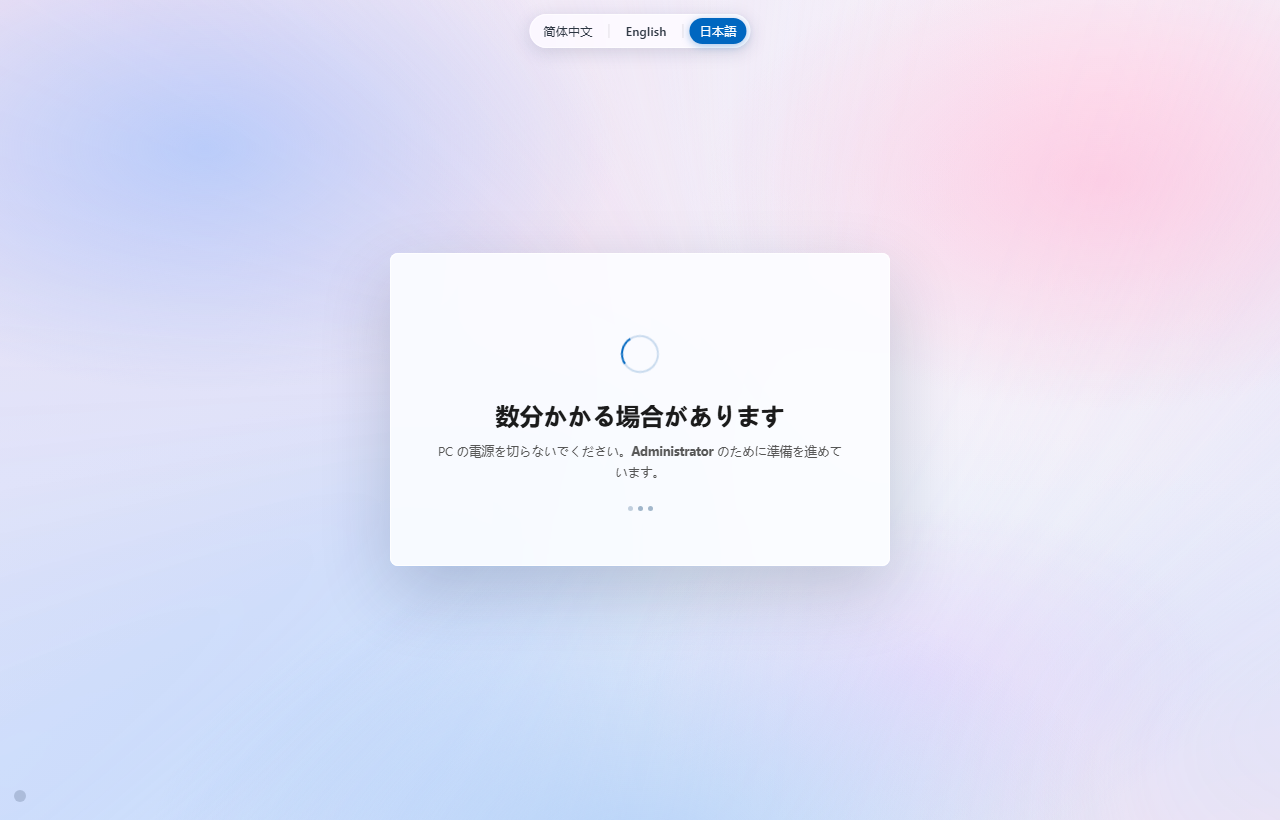 简体中文
English
日本語
数分かかる場合があります
PC の電源を切らないでください。Administrator のために準備を進めて
います。